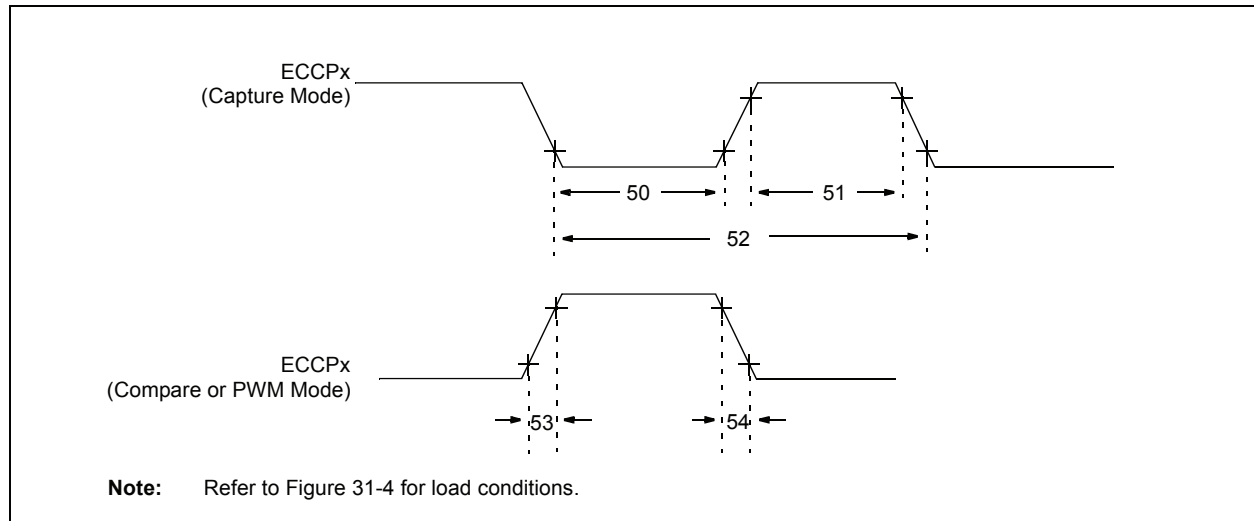 ECCPx
(Capture Mode)
50
51
52
ECCPx
(Compare or PWM Mode)
53
54
Note: Refer to Figure 31-4 for load conditions.